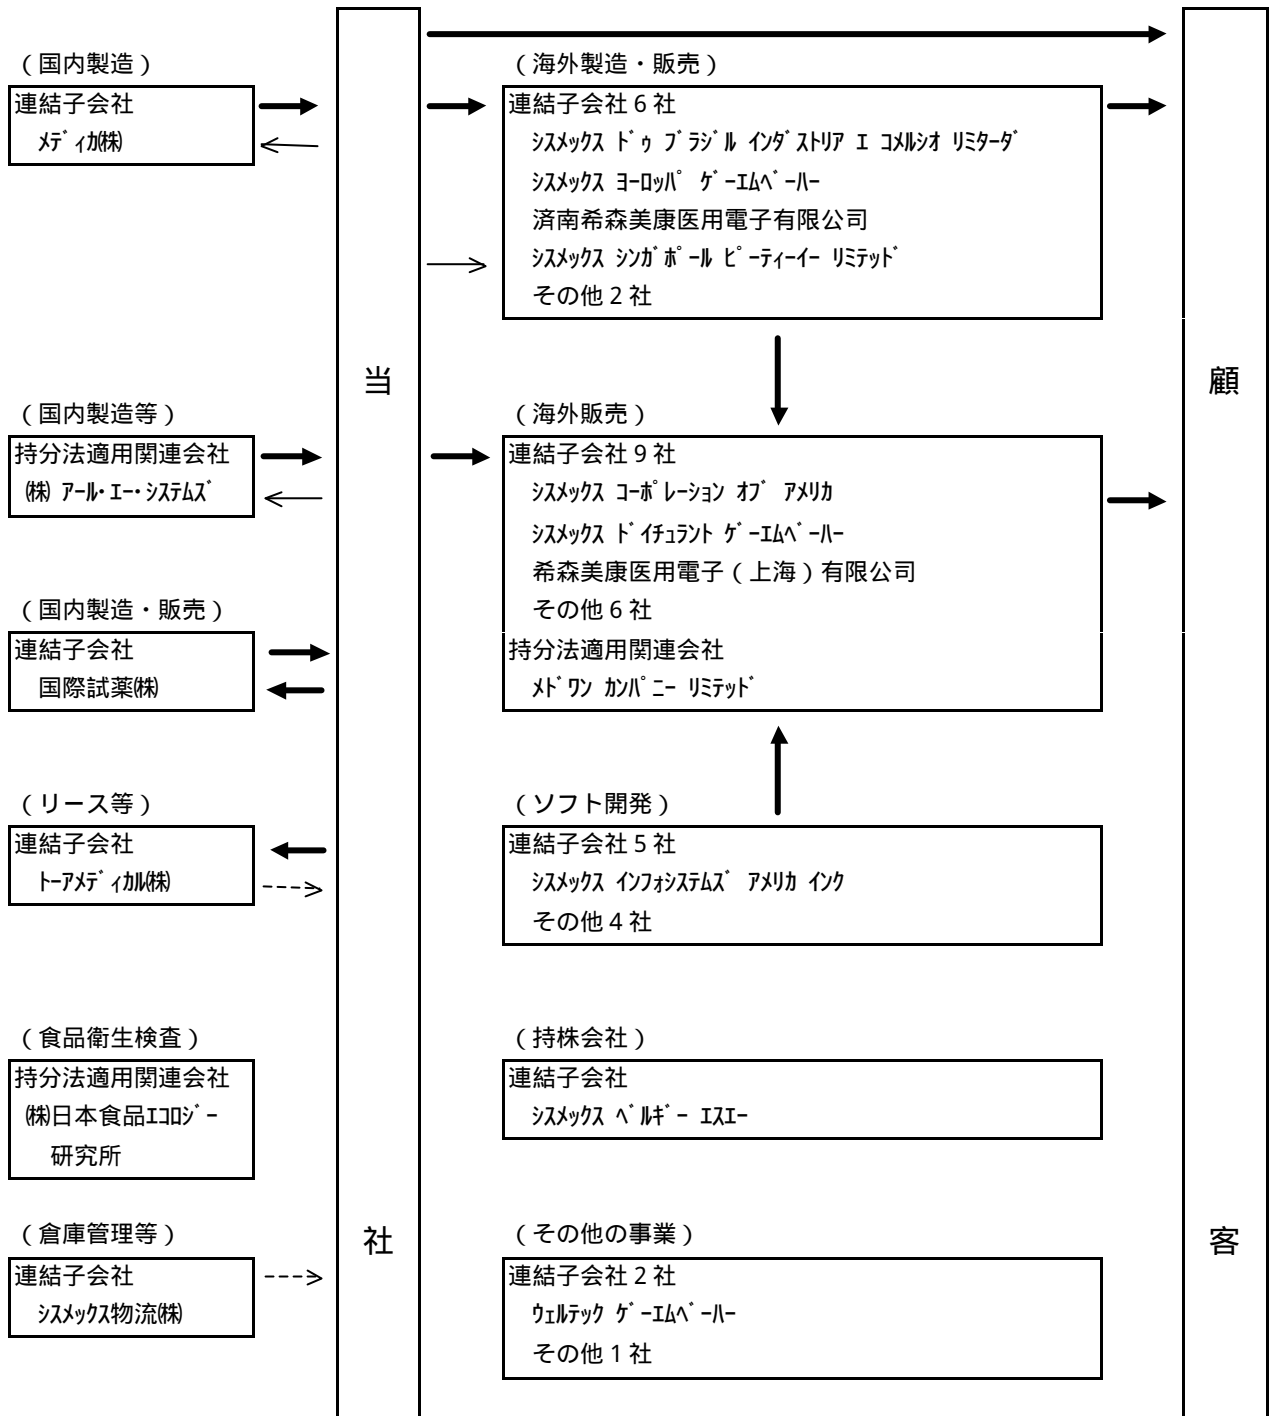 （国内製造）
連結子会社
ﾒﾃﾞｨｶ㈱
（国内製造等）
持分法適用関連会社
㈱ ｱｰﾙ・ｴｰ・ｼｽﾃﾑｽﾞ
（国内製造・販売）
連結子会社
国際試薬㈱
（リース等）
連結子会社
ﾄｰｱﾒﾃﾞｨｶﾙ㈱
（食品衛生検査）
持分法適用関連会社
㈱日本食品ｴｺﾛｼﾞｰ
研究所
（倉庫管理等）
連結子会社
ｼｽﾒｯｸｽ物流㈱
当
社
（海外製造・販売）
連結子会社６社
ｼｽﾒｯｸｽ ﾄﾞｩ ﾌﾞﾗｼﾞﾙ ｲﾝﾀﾞｽﾄﾘｱ ｴ ｺﾒﾙｼｵ ﾘﾐﾀｰﾀﾞ
ｼｽﾒｯｸｽ ﾖｰﾛｯﾊﾟ ｹﾞｰｴﾑﾍﾞｰﾊｰ
済南希森美康医用電子有限公司
ｼｽﾒｯｸｽ ｼﾝｶﾞﾎﾟｰﾙ ﾋﾟｰﾃｨｰｲｰ ﾘﾐﾃｯﾄﾞ
その他２社
（海外販売）
連結子会社９社
ｼｽﾒｯｸｽ ｺｰﾎﾟﾚｰｼｮﾝ ｵﾌﾞ ｱﾒﾘｶ
ｼｽﾒｯｸｽ ﾄﾞｲﾁｭﾗﾝﾄ ｹﾞｰｴﾑﾍﾞｰﾊｰ
希森美康医用電子（上海）有限公司
その他６社
持分法適用関連会社
ﾒﾄﾞﾜﾝ ｶﾝﾊﾟﾆｰ ﾘﾐﾃｯﾄﾞ
（ソフト開発）
連結子会社５社
ｼｽﾒｯｸｽ ｲﾝﾌｫｼｽﾃﾑｽﾞ ｱﾒﾘｶ ｲﾝｸ
その他４社
（持株会社）
連結子会社
ｼｽﾒｯｸｽ ﾍﾞﾙｷﾞｰ ｴｽｴｰ
（その他の事業）
連結子会社２社
ｳｪﾙﾃｯｸ ｹﾞｰｴﾑﾍﾞｰﾊｰ
その他１社
顧
客